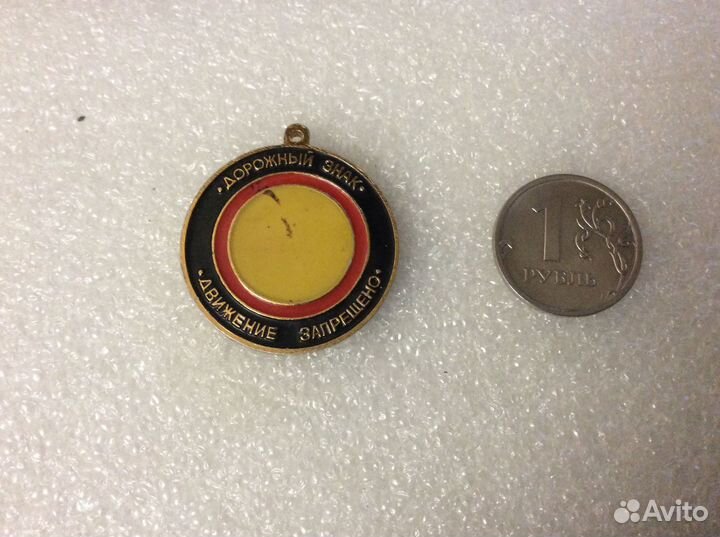 • ДОРОЖНЫЙ ЗНАК •
• ДВИЖЕНИЕ ЗАПРЕЩЕНО •
1
РУБЛЬ
Avito